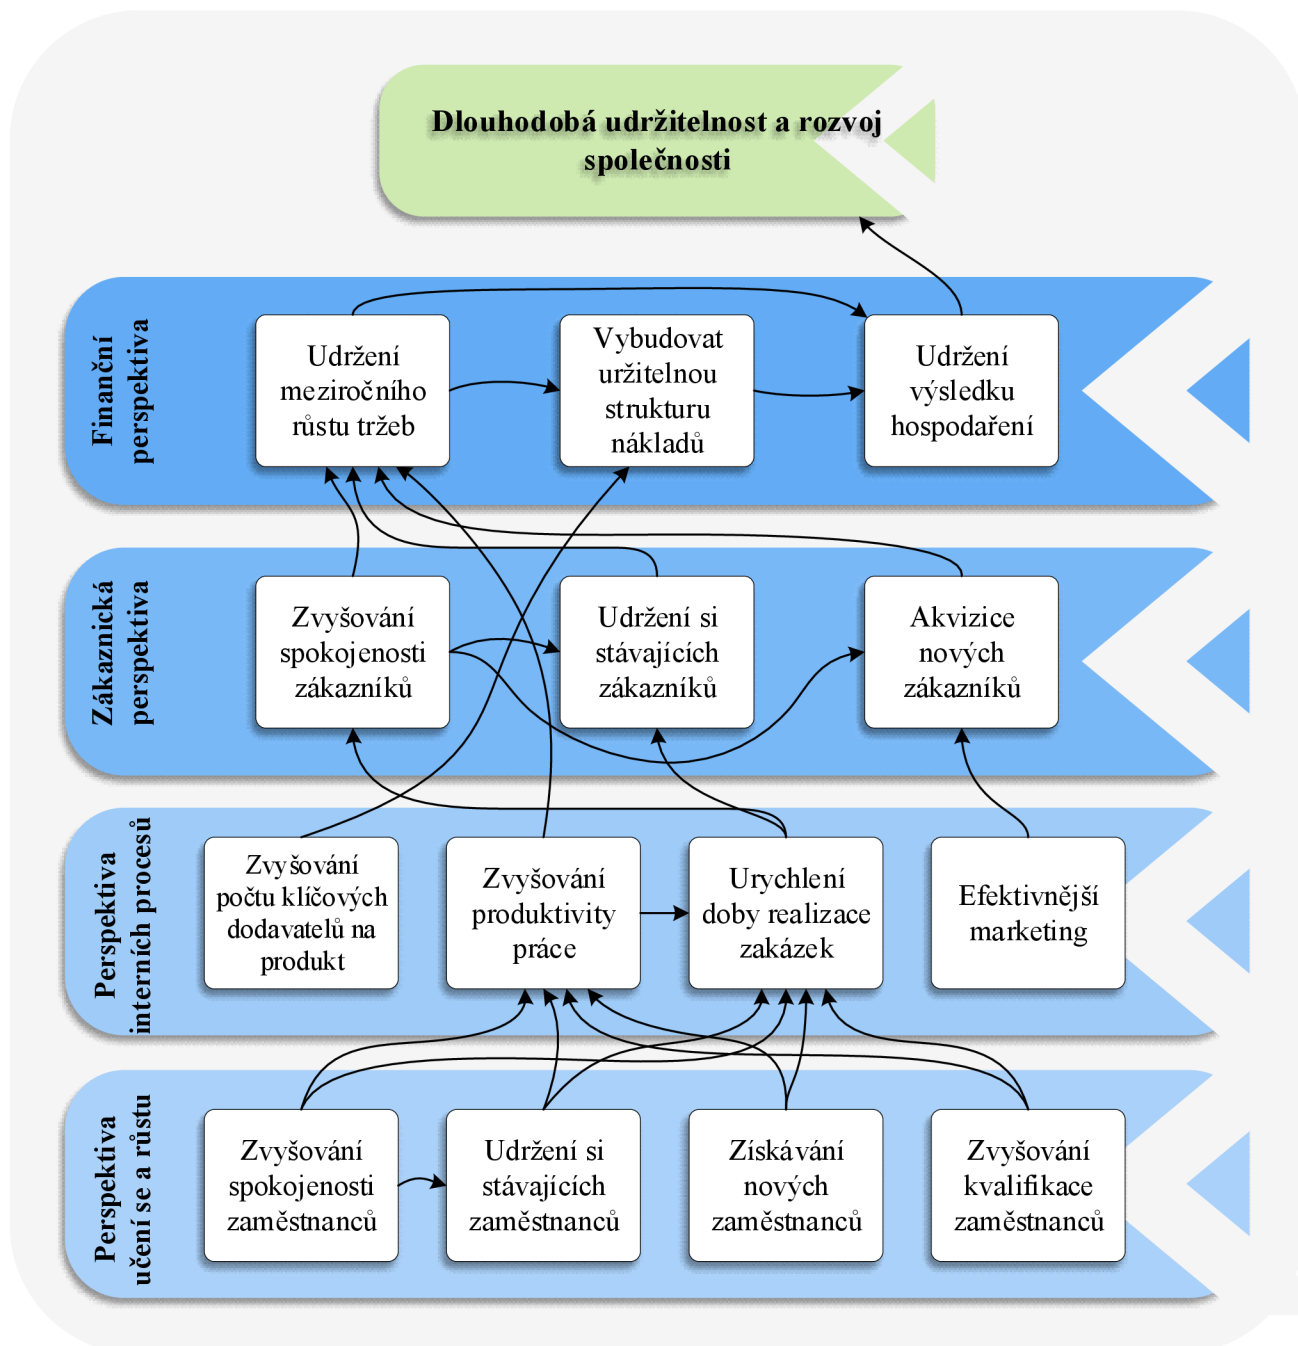 Dlouhodobá udržitelnost a rozvoj
společnosti
Finanční
perspektiva
Udržení
meziročního
růstu tržeb
Vybudovat
uržitelnou
strukturu
nákladů
Udržení
výsledku
hospodaření
Zákaznická
perspektiva
Zvyšování
spokojenosti
zákazníků
Udržení si
stávajících
zákazníků
Akvizice
nových
zákazníků
Perspektiva
interních procesů
Zvyšování
počtu klíčových
dodavatelů na
produkt
Zvyšování
produktivity
práce
Urychlení
doby realizace
zakázek
Efektivnější
marketing
Perspektiva
učení se a růstu
Zvyšování
spokojenosti
zaměstnanců
Udržení si
stávajících
zaměstnanců
Získávání
nových
zaměstnanců
Zvyšování
kvalifikace
zaměstnanců